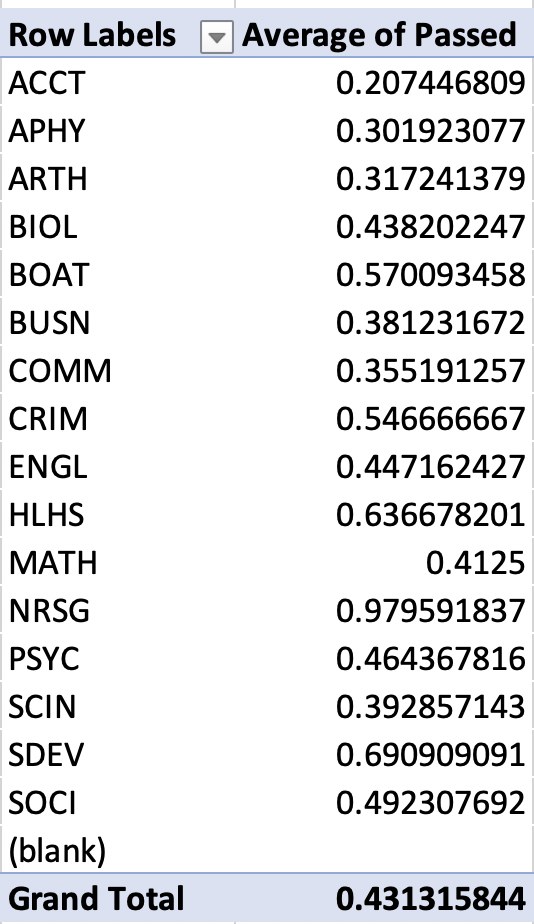 Row Labels Average of Passed
ACCT 0.207446809
APHY 0.301923077
ARTH 0.317241379
BIOL 0.438202247
BOAT 0.570093458
BUSN 0.381231672
COMM 0.355191257
CRIM 0.546666667
ENGL 0.447162427
HLHS 0.636678201
MATH 0.4125
NRSG 0.979591837
PSYC 0.464367816
SCIN 0.392857143
SDEV 0.690909091
SOCI 0.492307692
(blank)
Grand Total 0.431315844